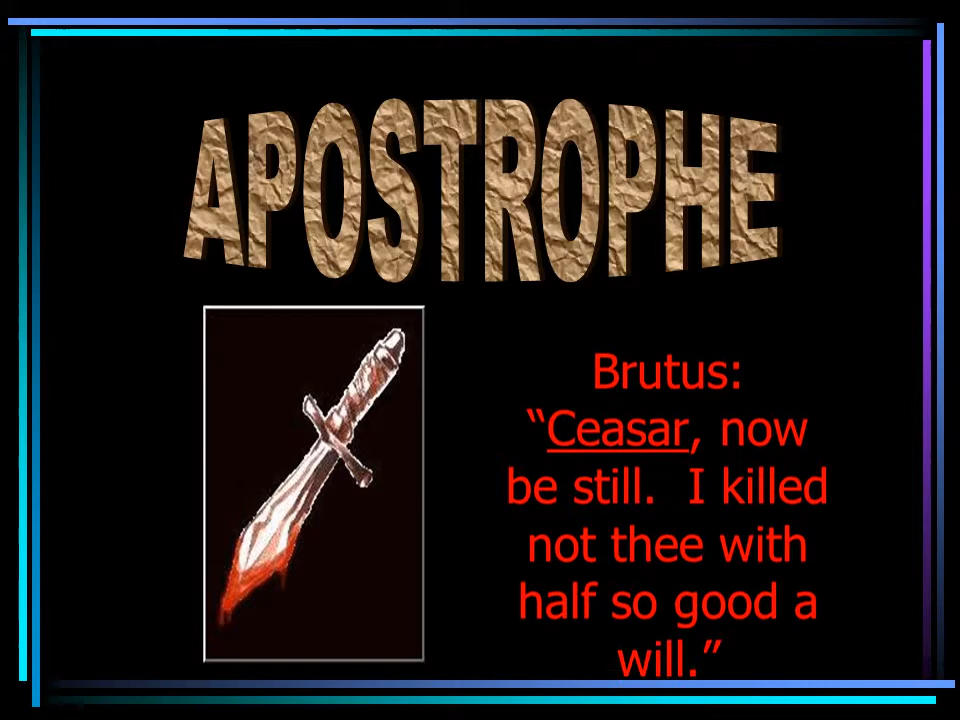 APOSTROPHE
Brutus:
“Ceasar, now
be still.  I killed
not thee with
half so good a
will.”